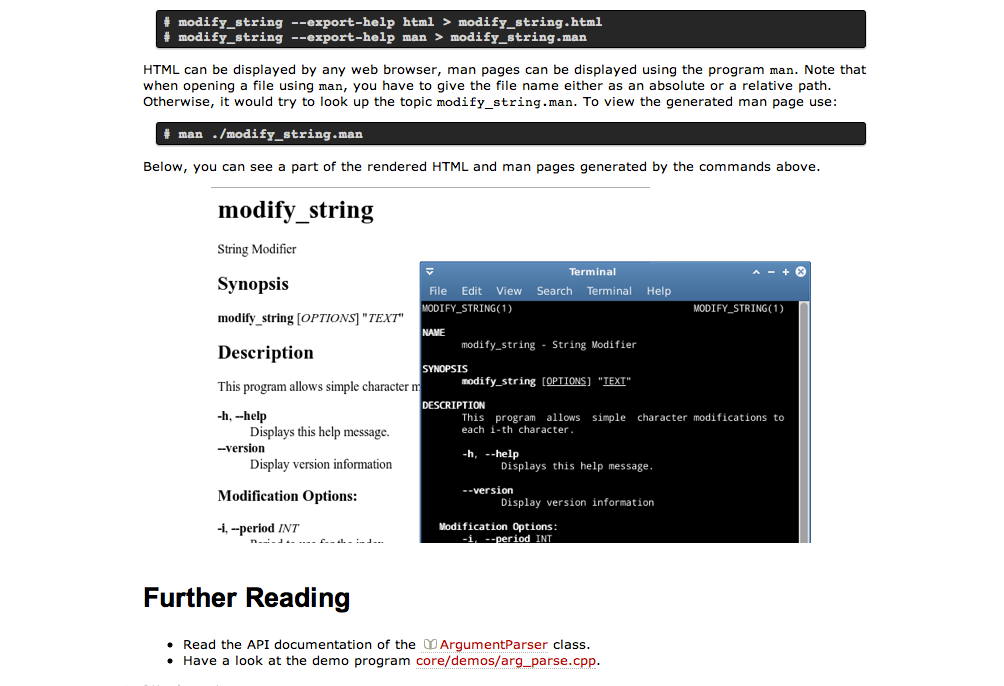 # modify_string --export-help html > modify_string.html
# modify_string --export-help man > modify_string.man
HTML can be displayed by any web browser, man pages can be displayed using the program man. Note that
when opening a file using man, you have to give the file name either as an absolute or a relative path.
Otherwise, it would try to look up the topic modify_string.man. To view the generated man page use:
# man ./modify_string.man
Below, you can see a part of the rendered HTML and man pages generated by the commands above.
modify_string
String Modifier
Synopsis
modify_string [OPTIONS] "TEXT"
Description
This program allows simple character m
-h, --help
Displays this help message.
--version
Display version information
Modification Options:
-i, --period INT
Period to use for the index
Terminal
File Edit View Search Terminal Help
MODIFY_STRING(1) MODIFY_STRING(1)
NAME
modify_string - String Modifier
SYNOPSIS
modify_string [OPTIONS] "TEXT"
DESCRIPTION
This program allows simple character modifications to
each i-th character.
-h, --help
Displays this help message.
--version
Display version information
Modification Options:
-i, --period INT
Further Reading
• Read the API documentation of the ArgumentParser class.
• Have a look at the demo program core/demos/arg_parse.cpp.